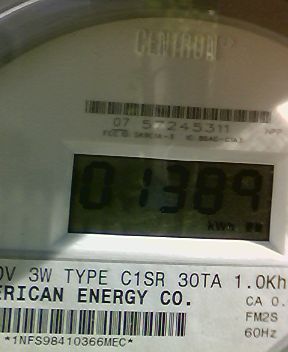 CENTRON
07 57245311
01389
kWh
0V 3W TYPE C1SR 30TA 1.0Kh
ERICAN ENERGY CO.
CA 0.
FM2S
60Hz
*1NFS98410366MEC*